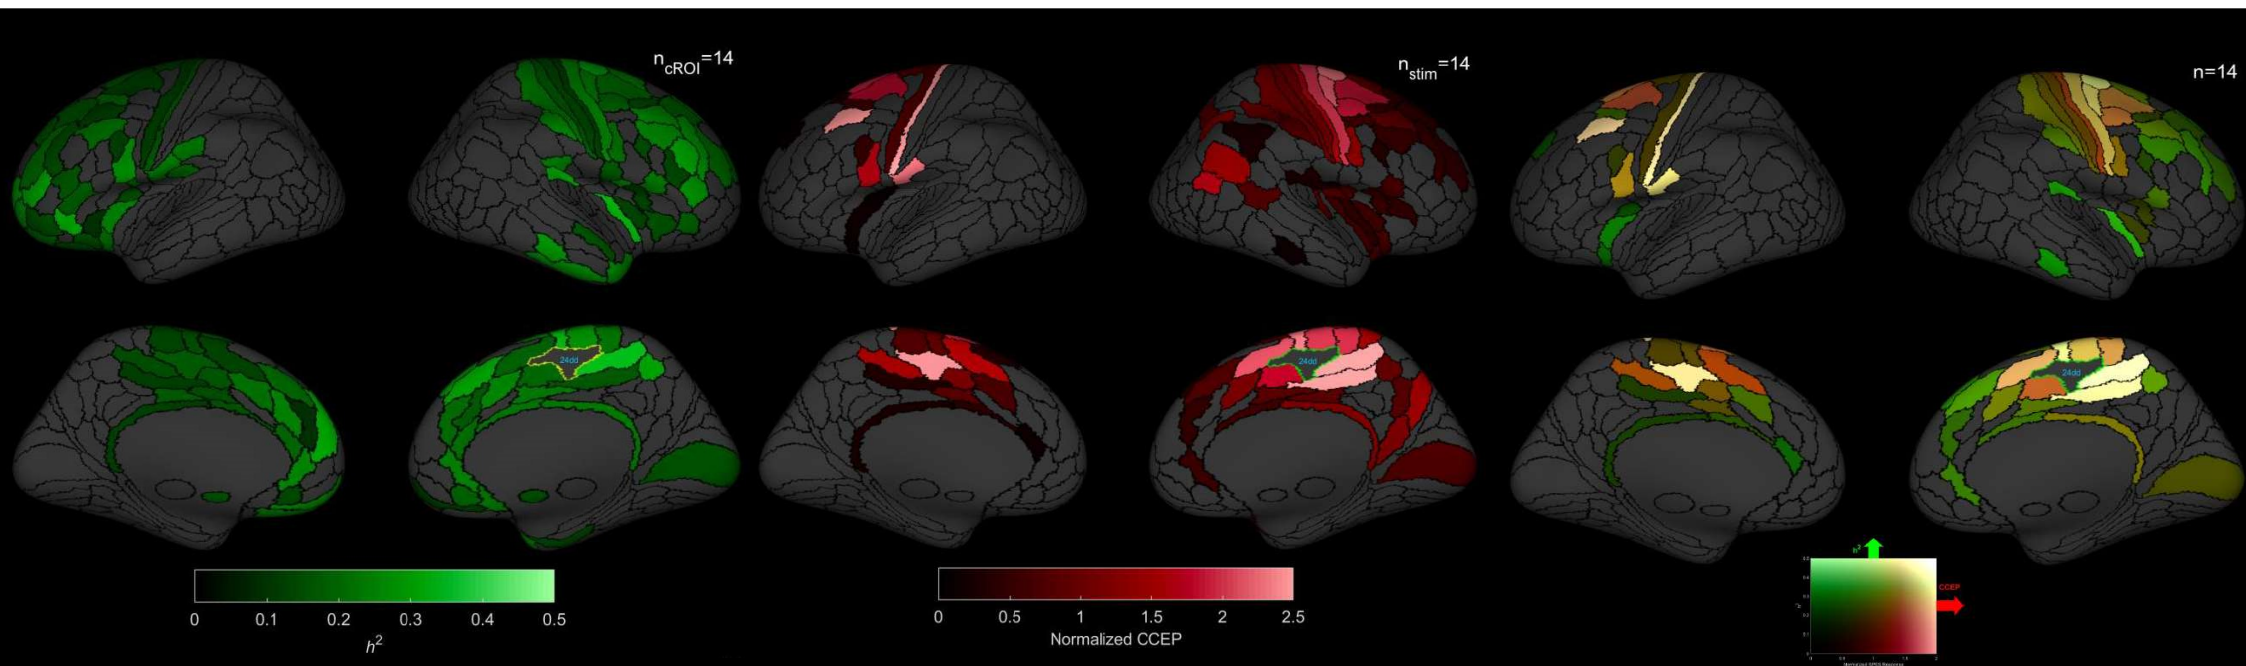 n_cROI=14
n_stim=14
n=14
24dd
24dd
24dd
0 0.1 0.2 0.3 0.4 0.5
h²
0 0.5 1 1.5 2 2.5
Normalized CCEP
h²
CCEP